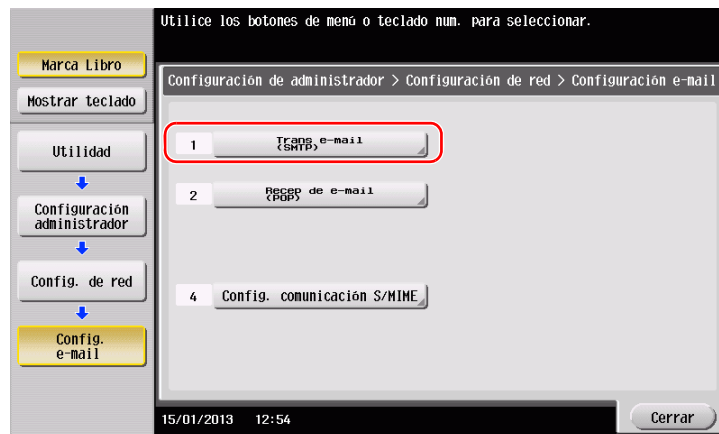 Utilice los botones de menú o teclado num. para seleccionar.
Marca Libro
Mostrar teclado
Configuración de administrador > Configuración de red > Configuración e-mail
Utilidad
Configuración
administrador
Config. de red
Config.
e-mail
1 Trans e-mail
(SMTP)
2 Recep de e-mail
(POP)
4 Config. comunicación S/MIME
15/01/2013 12:54
Cerrar